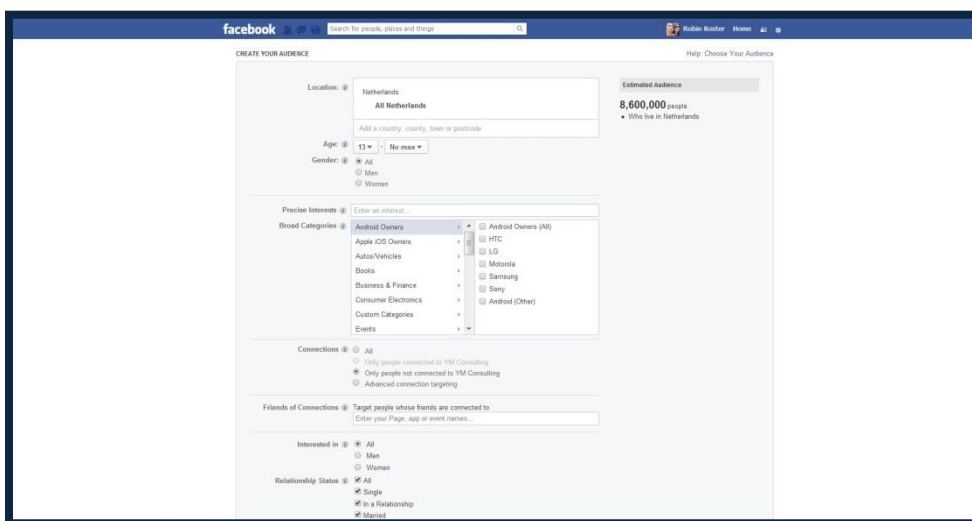 facebook Search for people, places and things Robin Koster Home
CREATE YOUR AUDIENCE Help: Choose Your Audience
Location: Netherlands
All Netherlands
Add a country, county, town or postcode
Age: 13 - No max
Gender: All
Men
Women
Estimated Audience
8,600,000 people
Who live in Netherlands
Precise Interests Enter an interest...
Broad Categories
Android Owners
Apple iOS Owners
Autos/Vehicles
Books
Business & Finance
Consumer Electronics
Custom Categories
Events
Android Owners (All)
HTC
LG
Motorola
Samsung
Sony
Android (Other)
Connections All
Only people connected to YM Consulting
Only people not connected to YM Consulting
Advanced connection targeting
Friends of Connections Target people whose friends are connected to
Enter your Page, app or event names...
Interested in All
Men
Women
Relationship Status All
Single
In a Relationship
Married